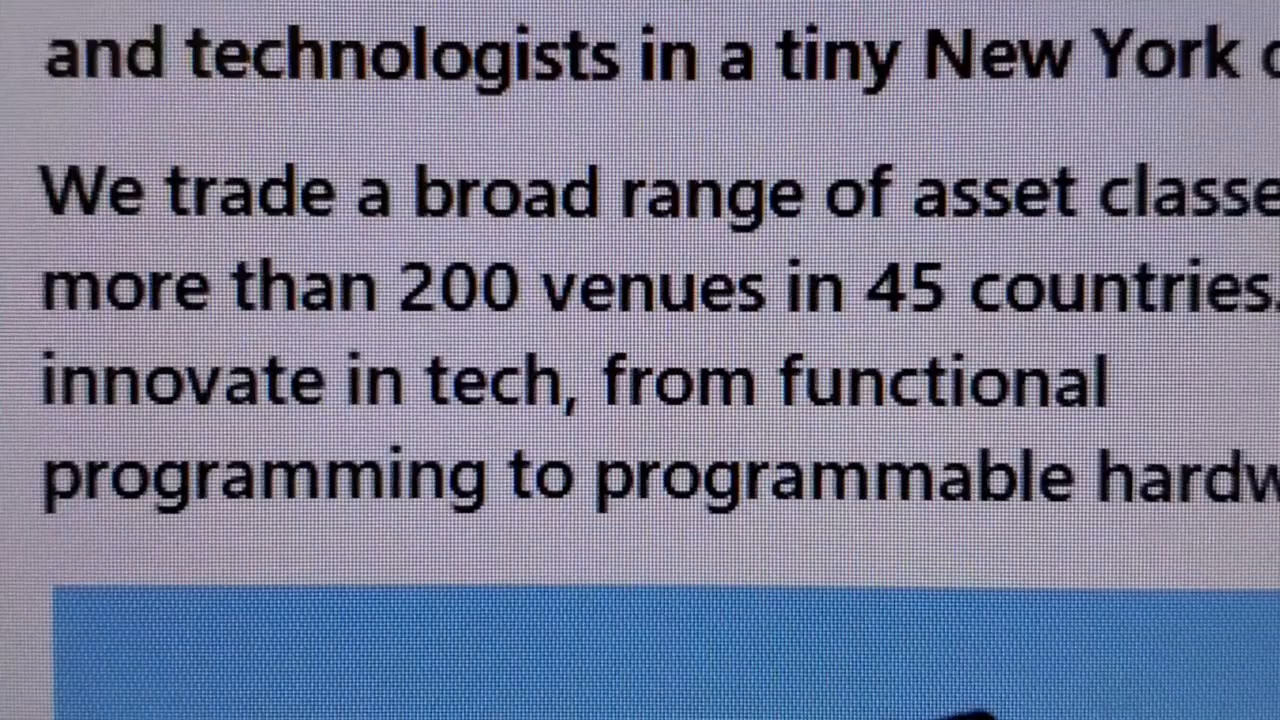 and technologists in a tiny New York
We trade a broad range of asset classe
more than 200 venues in 45 countries.
innovate in tech, from functional
programming to programmable hardw